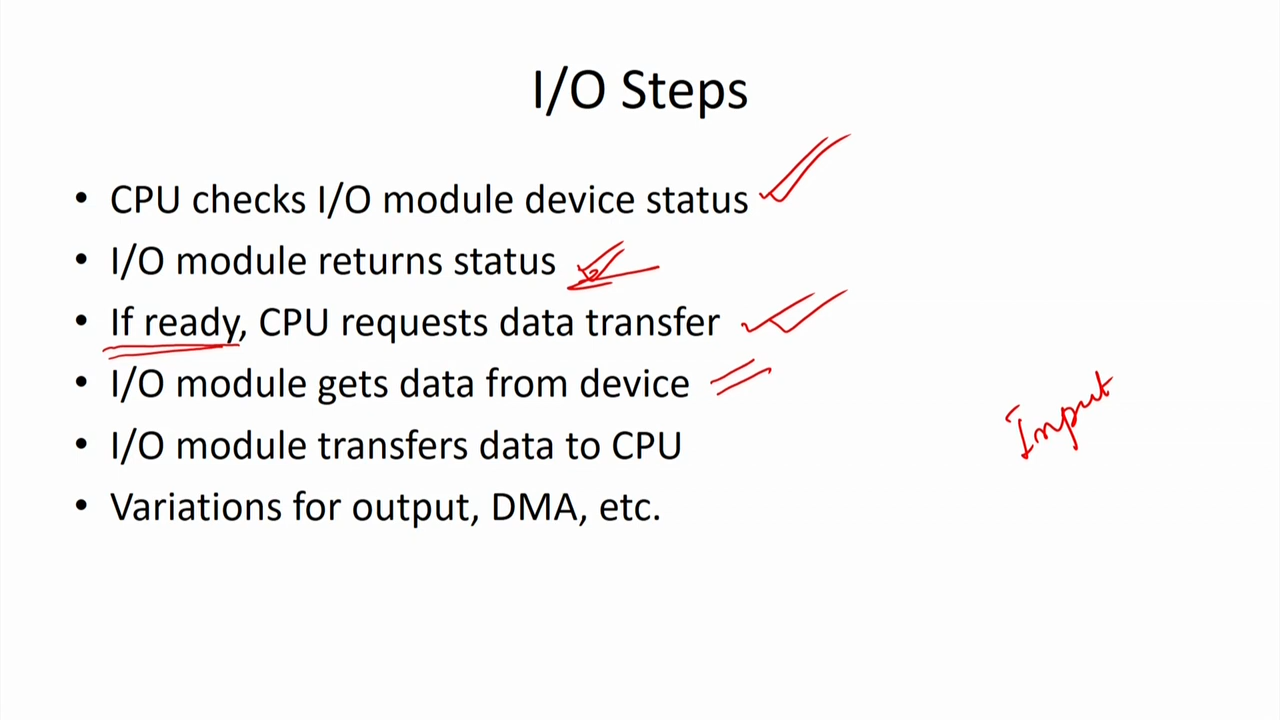 I/O Steps
• CPU checks I/O module device status
• I/O module returns status
• If ready, CPU requests data transfer
• I/O module gets data from device
• I/O module transfers data to CPU
• Variations for output, DMA, etc.
Input